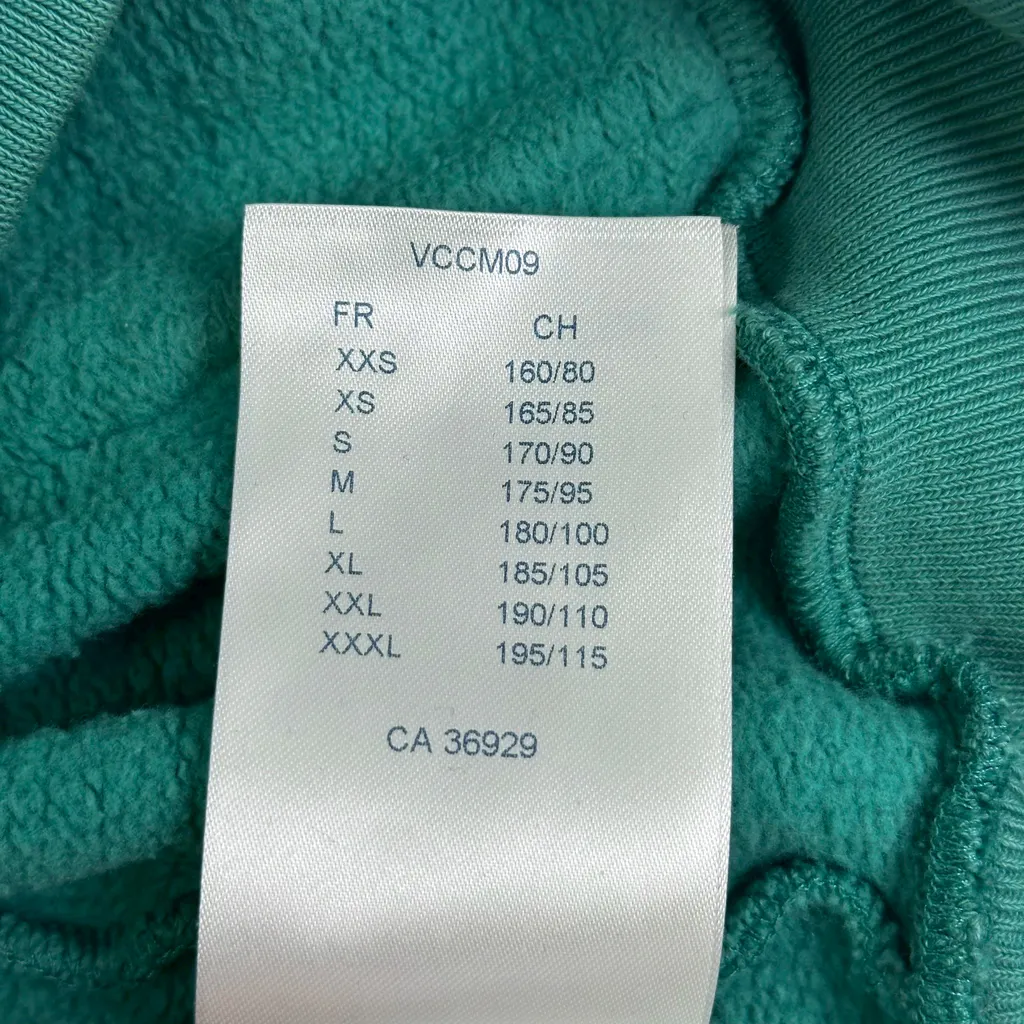 VCCM09
FR CH
XXS 160/80
XS 165/85
S 170/90
M 175/95
L 180/100
XL 185/105
XXL 190/110
XXXL 195/115
CA 36929